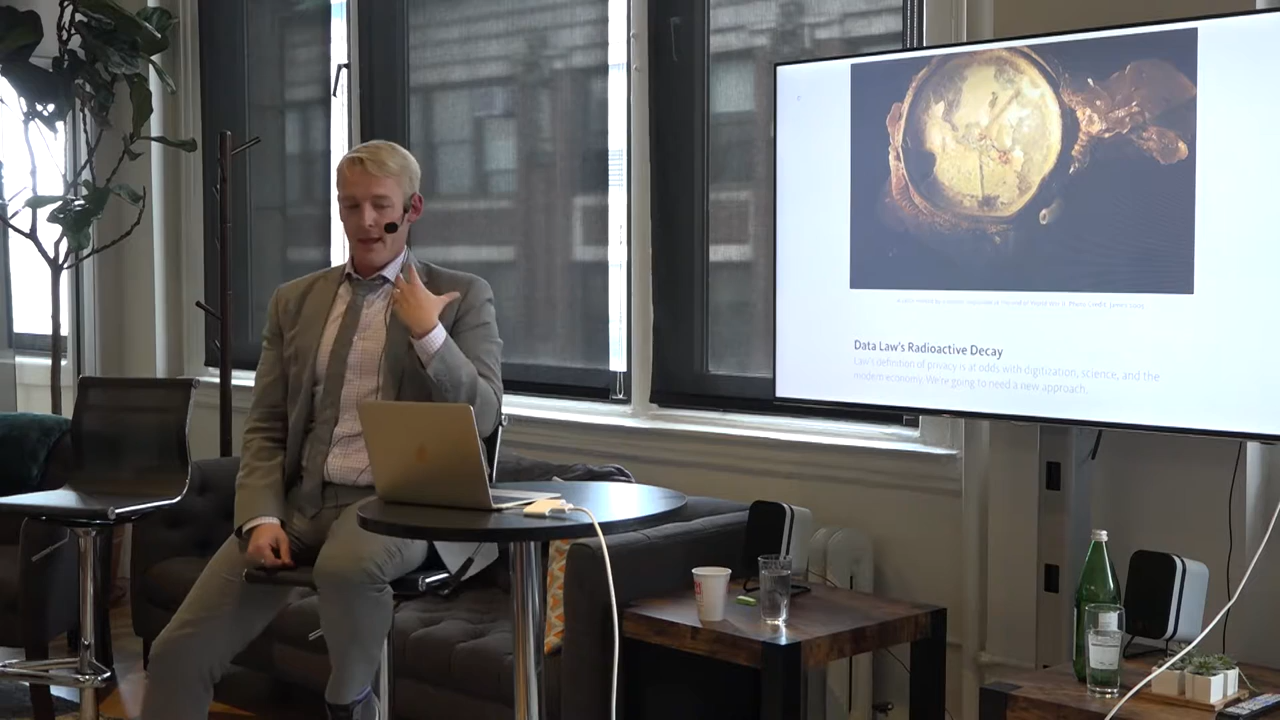 Data Law's Radioactive Decay
Law's definition of privacy is at odds with digitization, science, and the
modern economy. We're going to need a new approach.